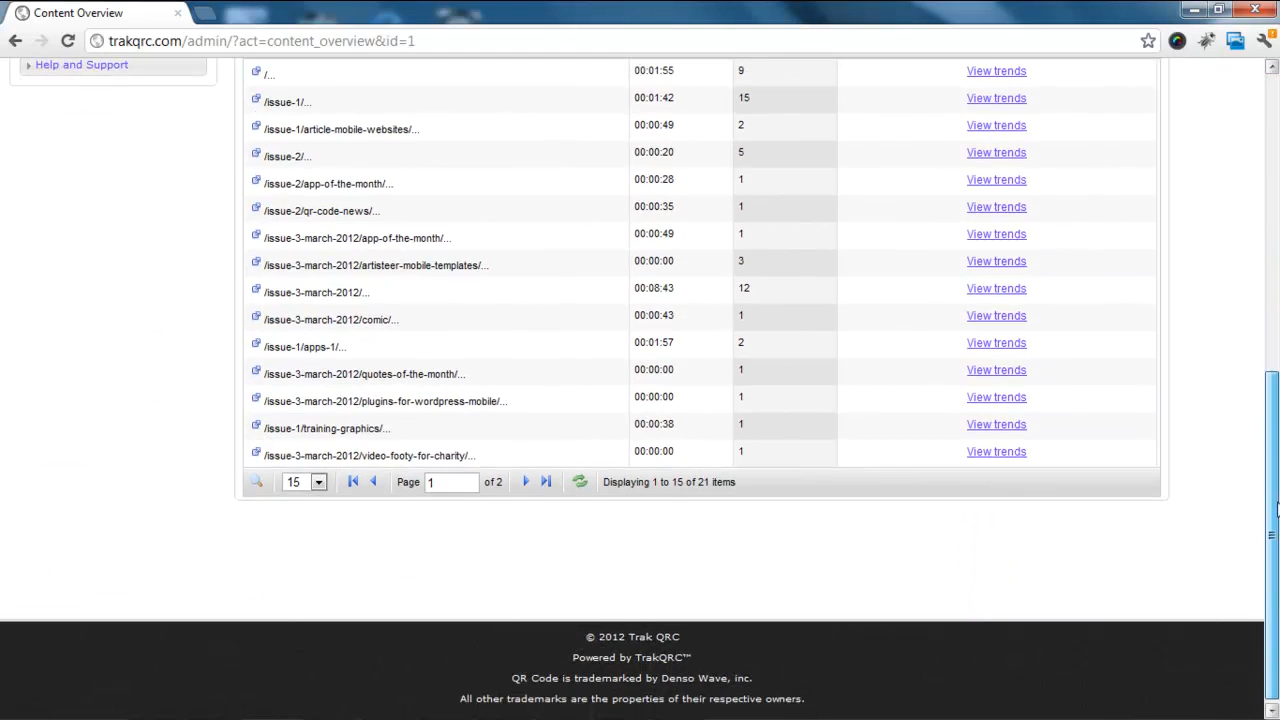 Content Overview
trakqrc.com/admin/?act=content_overview&id=1
Help and Support
/... 00:01:55 9 View trends
/issue-1/... 00:01:42 15 View trends
/issue-1/article-mobile-websites/... 00:00:49 2 View trends
/issue-2/... 00:00:20 5 View trends
/issue-2/app-of-the-month/... 00:00:28 1 View trends
/issue-2/qr-code-news/... 00:00:35 1 View trends
/issue-3-march-2012/app-of-the-month/... 00:00:49 1 View trends
/issue-3-march-2012/artisteer-mobile-templates/... 00:00:00 3 View trends
/issue-3-march-2012/... 00:08:43 12 View trends
/issue-3-march-2012/comic/... 00:00:43 1 View trends
/issue-1/apps-1/... 00:01:57 2 View trends
/issue-3-march-2012/quotes-of-the-month/... 00:00:00 1 View trends
/issue-3-march-2012/plugins-for-wordpress-mobile/... 00:00:00 1 View trends
/issue-1/training-graphics/... 00:00:38 1 View trends
/issue-3-march-2012/video-footy-for-charity/... 00:00:00 1 View trends
15 Page 1 of 2 Displaying 1 to 15 of 21 items
© 2012 Trak QRC
Powered by TrakQRC™
QR Code is trademarked by Denso Wave, inc.
All other trademarks are the properties of their respective owners.